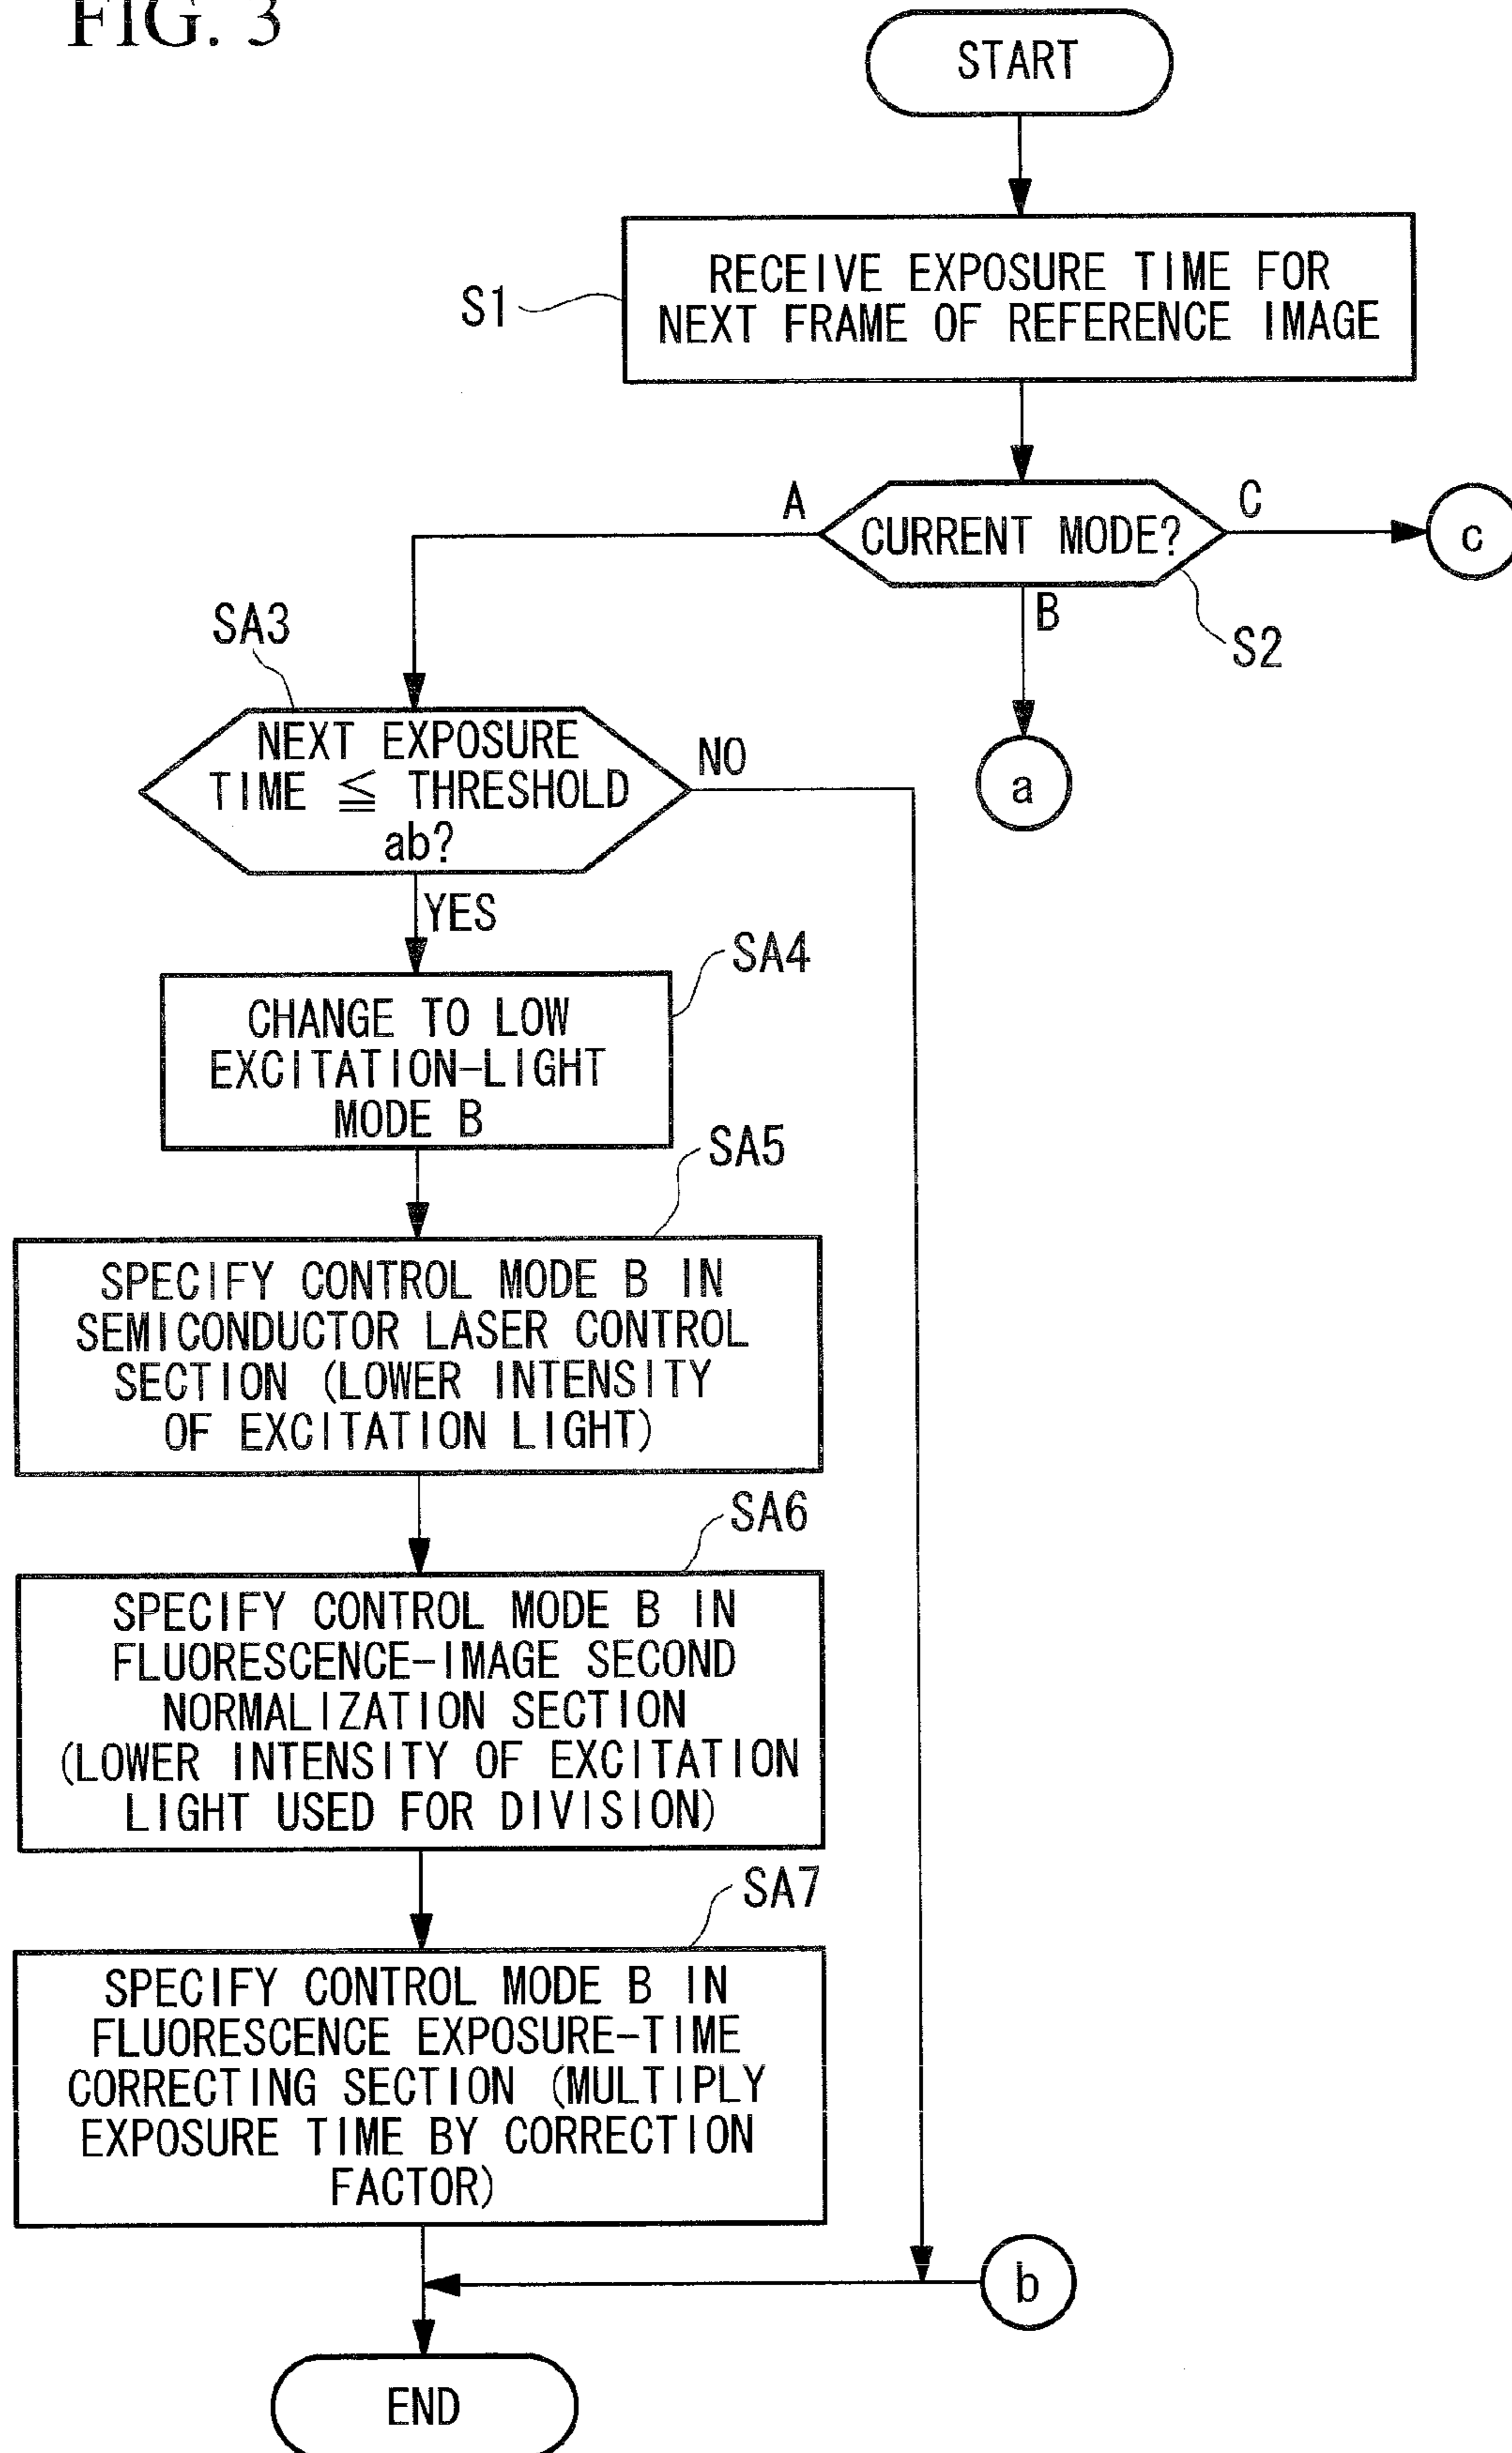 FIG. 3
START
S1
RECEIVE EXPOSURE TIME FOR
NEXT FRAME OF REFERENCE IMAGE
A
CURRENT MODE?
C
c
B
S2
a
SA3
NEXT EXPOSURE
TIME ≦ THRESHOLD
ab?
NO
YES
SA4
CHANGE TO LOW
EXCITATION-LIGHT
MODE B
SA5
SPECIFY CONTROL MODE B IN
SEMICONDUCTOR LASER CONTROL
SECTION (LOWER INTENSITY
OF EXCITATION LIGHT)
SA6
SPECIFY CONTROL MODE B IN
FLUORESCENCE-IMAGE SECOND
NORMALIZATION SECTION
(LOWER INTENSITY OF EXCITATION
LIGHT USED FOR DIVISION)
SA7
SPECIFY CONTROL MODE B IN
FLUORESCENCE EXPOSURE-TIME
CORRECTING SECTION (MULTIPLY
EXPOSURE TIME BY CORRECTION
FACTOR)
b
END